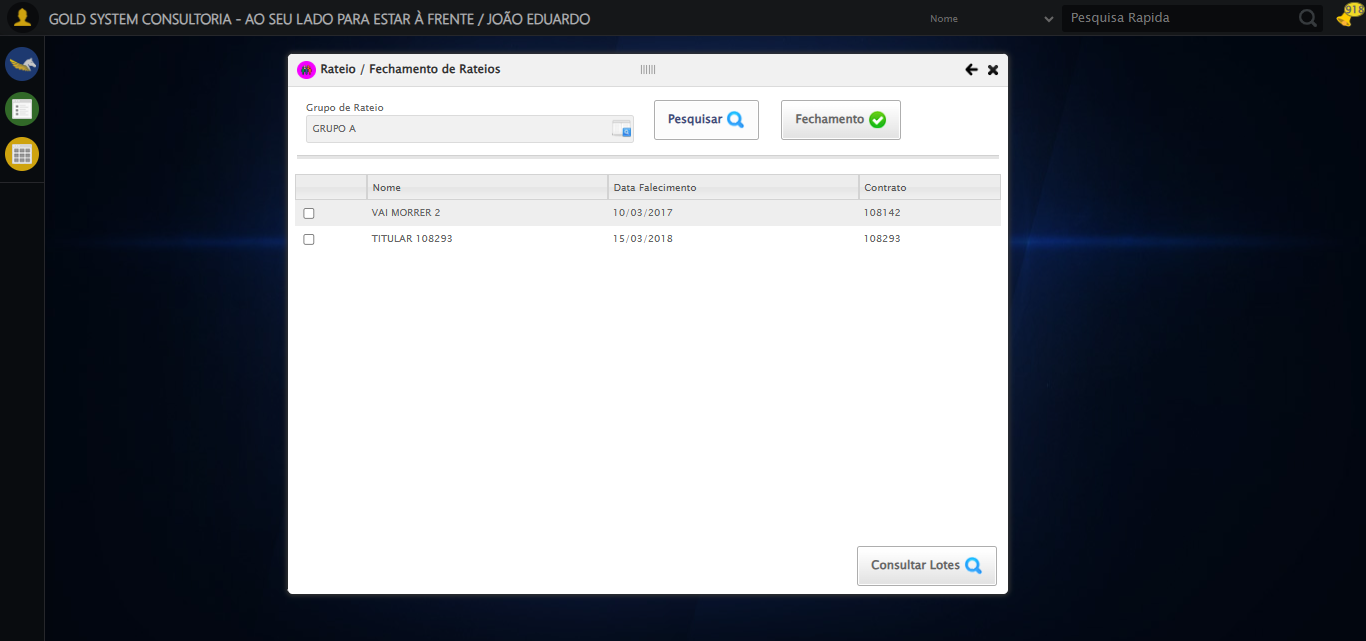 GOLD SYSTEM CONSULTORIA - AO SEU LADO PARA ESTAR À FRENTE / JOÃO EDUARDO
Nome
Pesquisa Rapida
918
Rateio / Fechamento de Rateios
Grupo de Rateio
GRUPO A
Pesquisar
Fechamento
Nome Data Falecimento Contrato
VAI MORRER 2 10/03/2017 108142
TITULAR 108293 15/03/2018 108293
Consultar Lotes